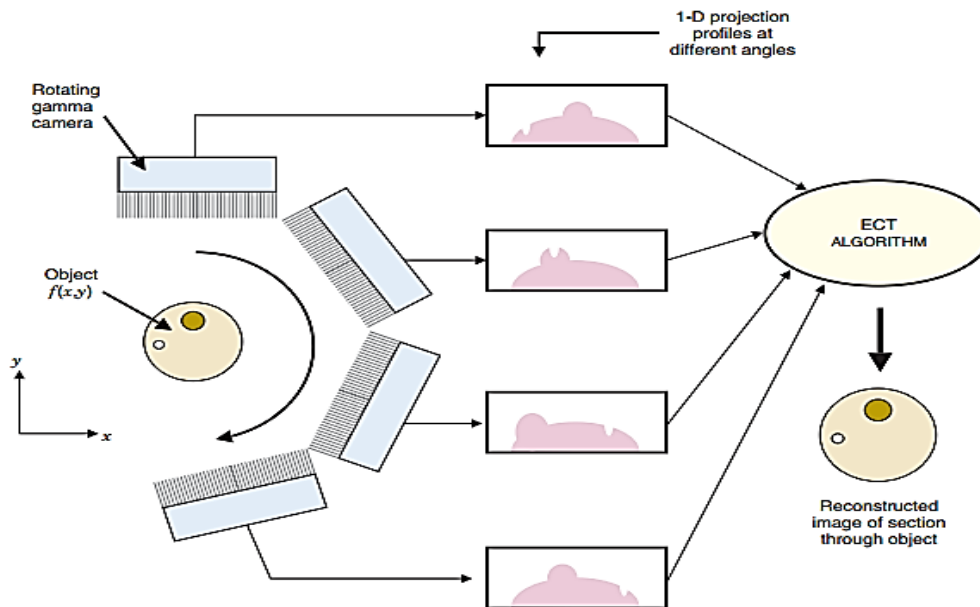 1-D projection
profiles at
different angles
Rotating
gamma
camera
ECT
ALGORITHM
Object
f(x,y)
y
x
Reconstructed
image of section
through object